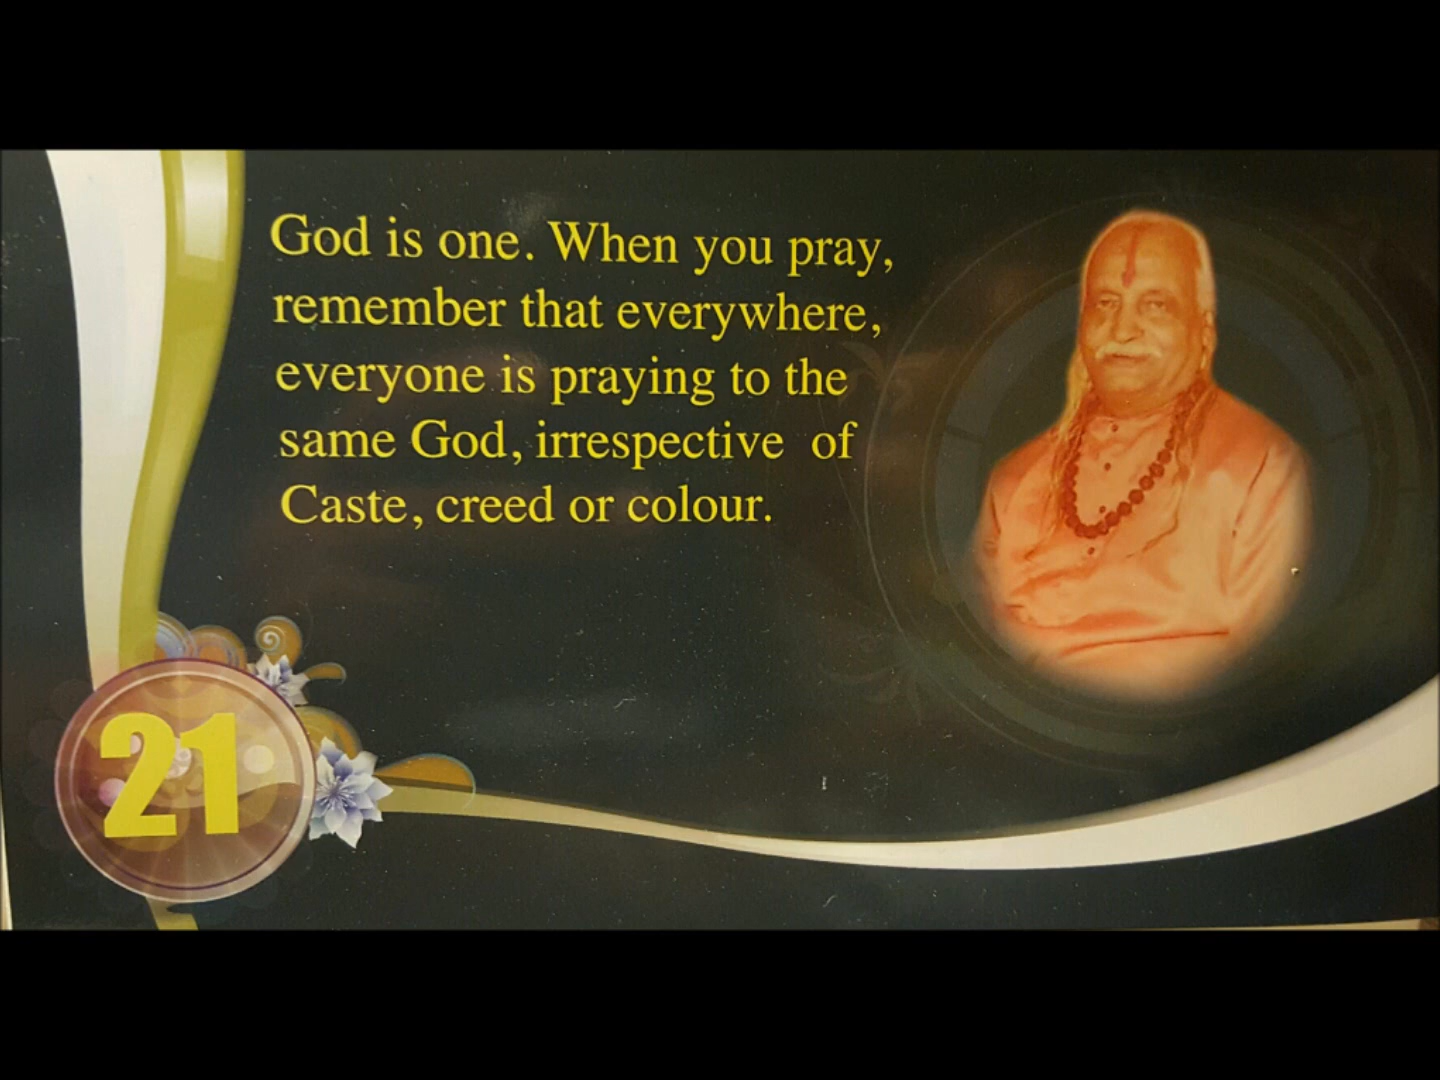 God is one. When you pray,
remember that everywhere,
everyone is praying to the
same God, irrespective of
Caste, creed or colour.
21